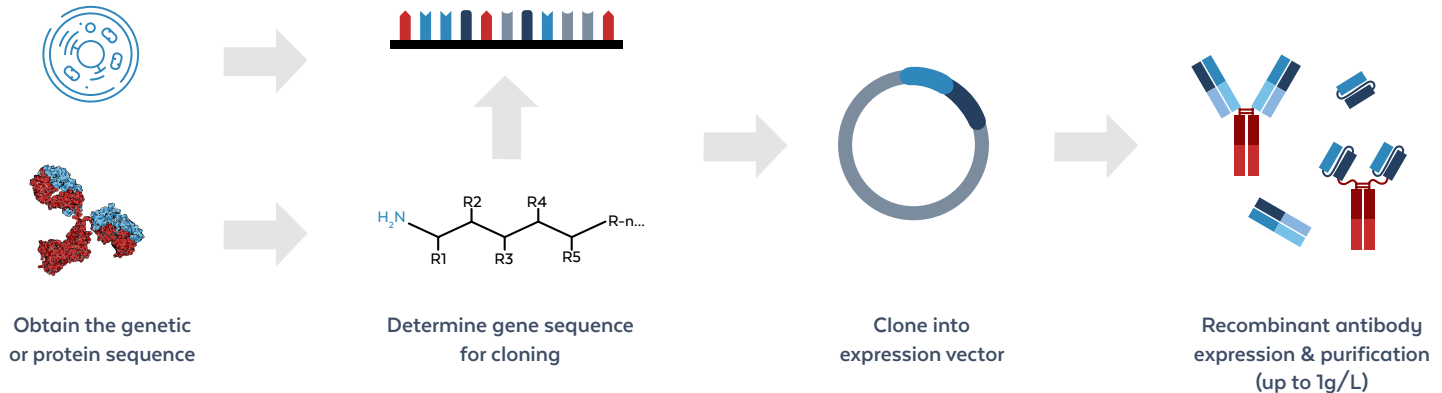 H₂N
R2
R4
R-n...
R1
R3
R5
Obtain the genetic
or protein sequence
Determine gene sequence
for cloning
Clone into
expression vector
Recombinant antibody
expression & purification
(up to 1g/L)